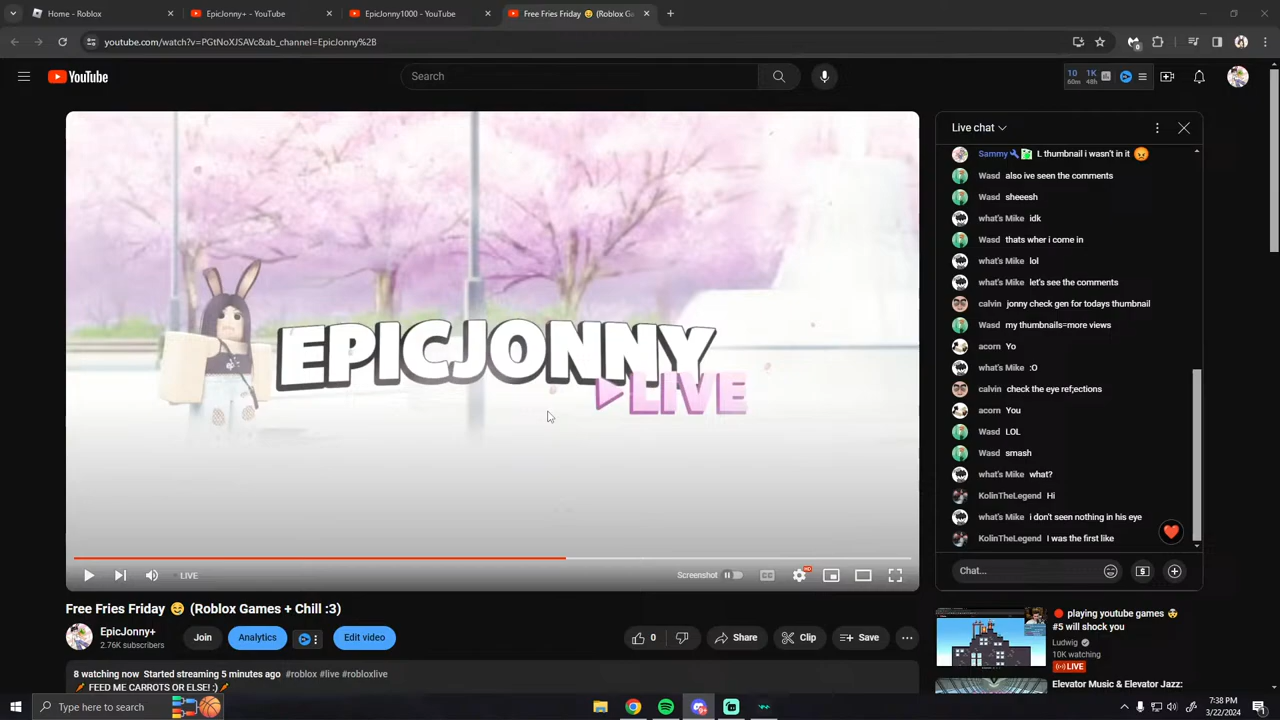 Home - Roblox
EpicJonny+ - YouTube
EpicJonny1000 - YouTube
Free Fries Friday 😊 (Roblox Ga
youtube.com/watch?v=PGtNoXJSAVc&ab_channel=EpicJonny%2B
YouTube
Search
10 60m 1K 48h
EPICJONNY
LIVE
LIVE
Screenshot
HD
Free Fries Friday 😊 (Roblox Games + Chill :3)
EpicJonny+
2.76K subscribers
Join
Analytics
Edit video
0
Share
Clip
Save
8 watching now Started streaming 5 minutes ago #roblox #live #robloxlive
🥕 FEED ME CARROTS OR ELSE! :) 🥕
Live chat
Sammy L thumbnail i wasn't in it 😡
Wasd also ive seen the comments
Wasd sheeesh
what's Mike idk
Wasd thats wher i come in
what's Mike lol
what's Mike let's see the comments
calvin jonny check gen for todays thumbnail
Wasd my thumbnails=more views
acorn Yo
what's Mike :O
calvin check the eye ref;ections
acorn You
Wasd LOL
Wasd smash
what's Mike what?
KolinTheLegend Hi
what's Mike i don't seen nothing in his eye
KolinTheLegend I was the first like
Chat...
🔴 playing youtube games 😤
#5 will shock you
Ludwig
10K watching
LIVE
Elevator Music & Elevator Jazz:
Type here to search
7:38 PM
3/22/2024